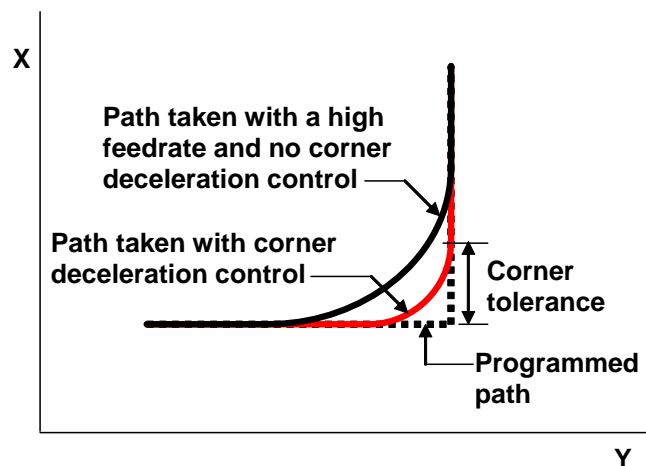 X
Path taken with a high
feedrate and no corner
deceleration control
Path taken with corner
deceleration control
Corner
tolerance
Programmed
path
Y